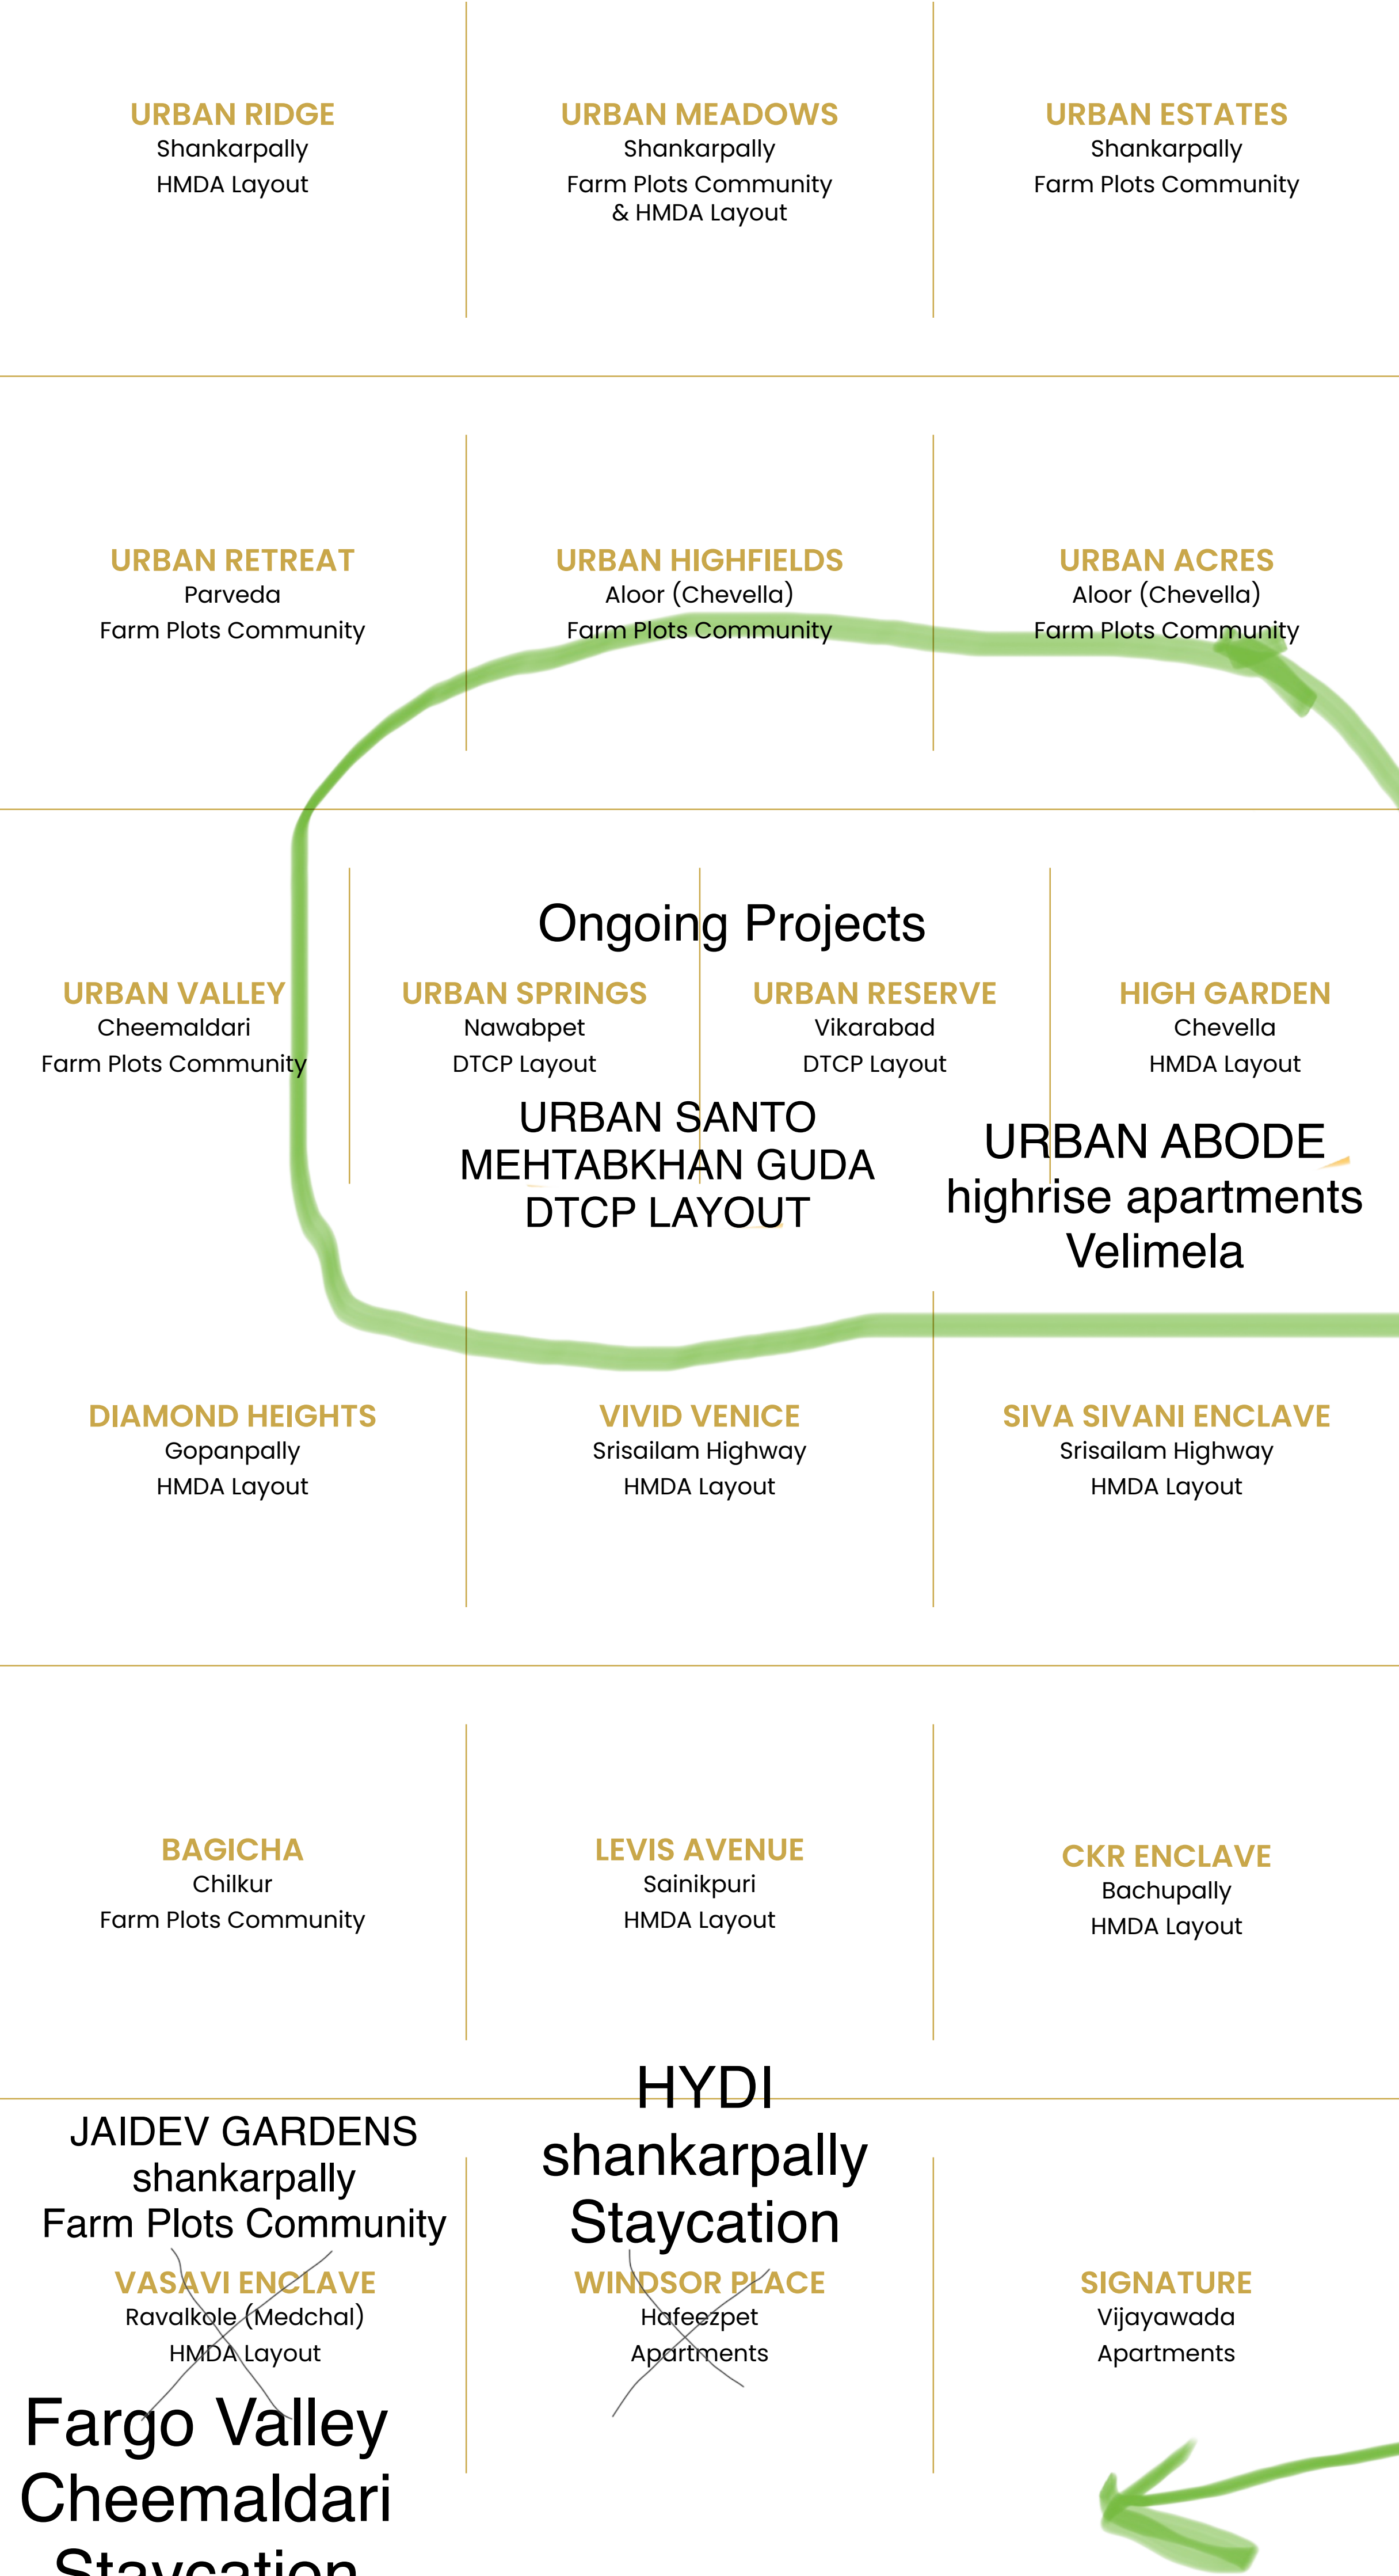 URBAN RIDGE
Shankarpally
HMDA Layout
URBAN MEADOWS
Shankarpally
Farm Plots Community
& HMDA Layout
URBAN ESTATES
Shankarpally
Farm Plots Community
URBAN RETREAT
Parveda
Farm Plots Community
URBAN HIGHFIELDS
Aloor (Chevella)
Farm Plots Community
URBAN ACRES
Aloor (Chevella)
Farm Plots Community
Ongoing Projects
URBAN VALLEY
Cheemaldari
Farm Plots Community
URBAN SPRINGS
Nawabpet
DTCP Layout
URBAN RESERVE
Vikarabad
DTCP Layout
HIGH GARDEN
Chevella
HMDA Layout
URBAN SANTO
MEHTABKHAN GUDA
DTCP LAYOUT
URBAN ABODE
highrise apartments
Velimela
DIAMOND HEIGHTS
Gopanpally
HMDA Layout
VIVID VENICE
Srisailam Highway
HMDA Layout
SIVA SIVANI ENCLAVE
Srisailam Highway
HMDA Layout
BAGICHA
Chilkur
Farm Plots Community
LEVIS AVENUE
Sainikpuri
HMDA Layout
CKR ENCLAVE
Bachupally
HMDA Layout
JAIDEV GARDENS
shankarpally
Farm Plots Community
HYDI
shankarpally
Staycation
VASAVI ENCLAVE
Ravalkole (Medchal)
HMDA Layout
WINDSOR PLACE
Hafeezpet
Apartments
SIGNATURE
Vijayawada
Apartments
Fargo Valley
Cheemaldari
Staycation